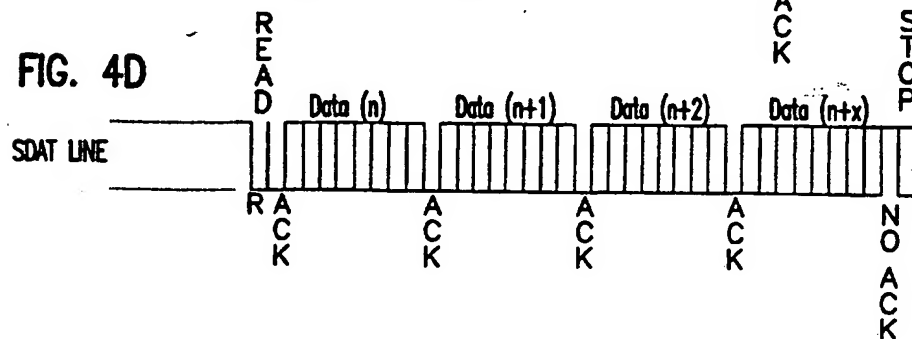 ACK
STOP
READ
FIG. 4D
Data (n)
Data (n+1)
Data (n+2)
Data (n+x)
SDAT LINE
R
ACK
ACK
ACK
ACK
NO ACK